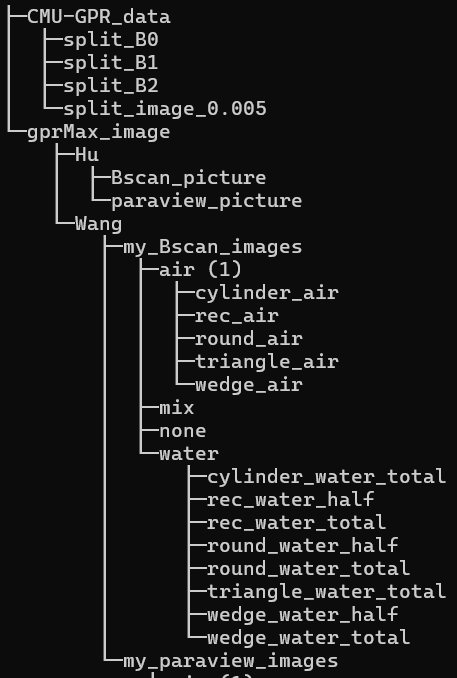 CMU-GPR_data
split_B0
split_B1
split_B2
split_image_0.005
gprMax_image
Hu
Bscan_picture
paraview_picture
Wang
my_Bscan_images
air (1)
cylinder_air
rec_air
round_air
triangle_air
wedge_air
mix
none
water
cylinder_water_total
rec_water_half
rec_water_total
round_water_half
round_water_total
triangle_water_total
wedge_water_half
wedge_water_total
my_paraview_images